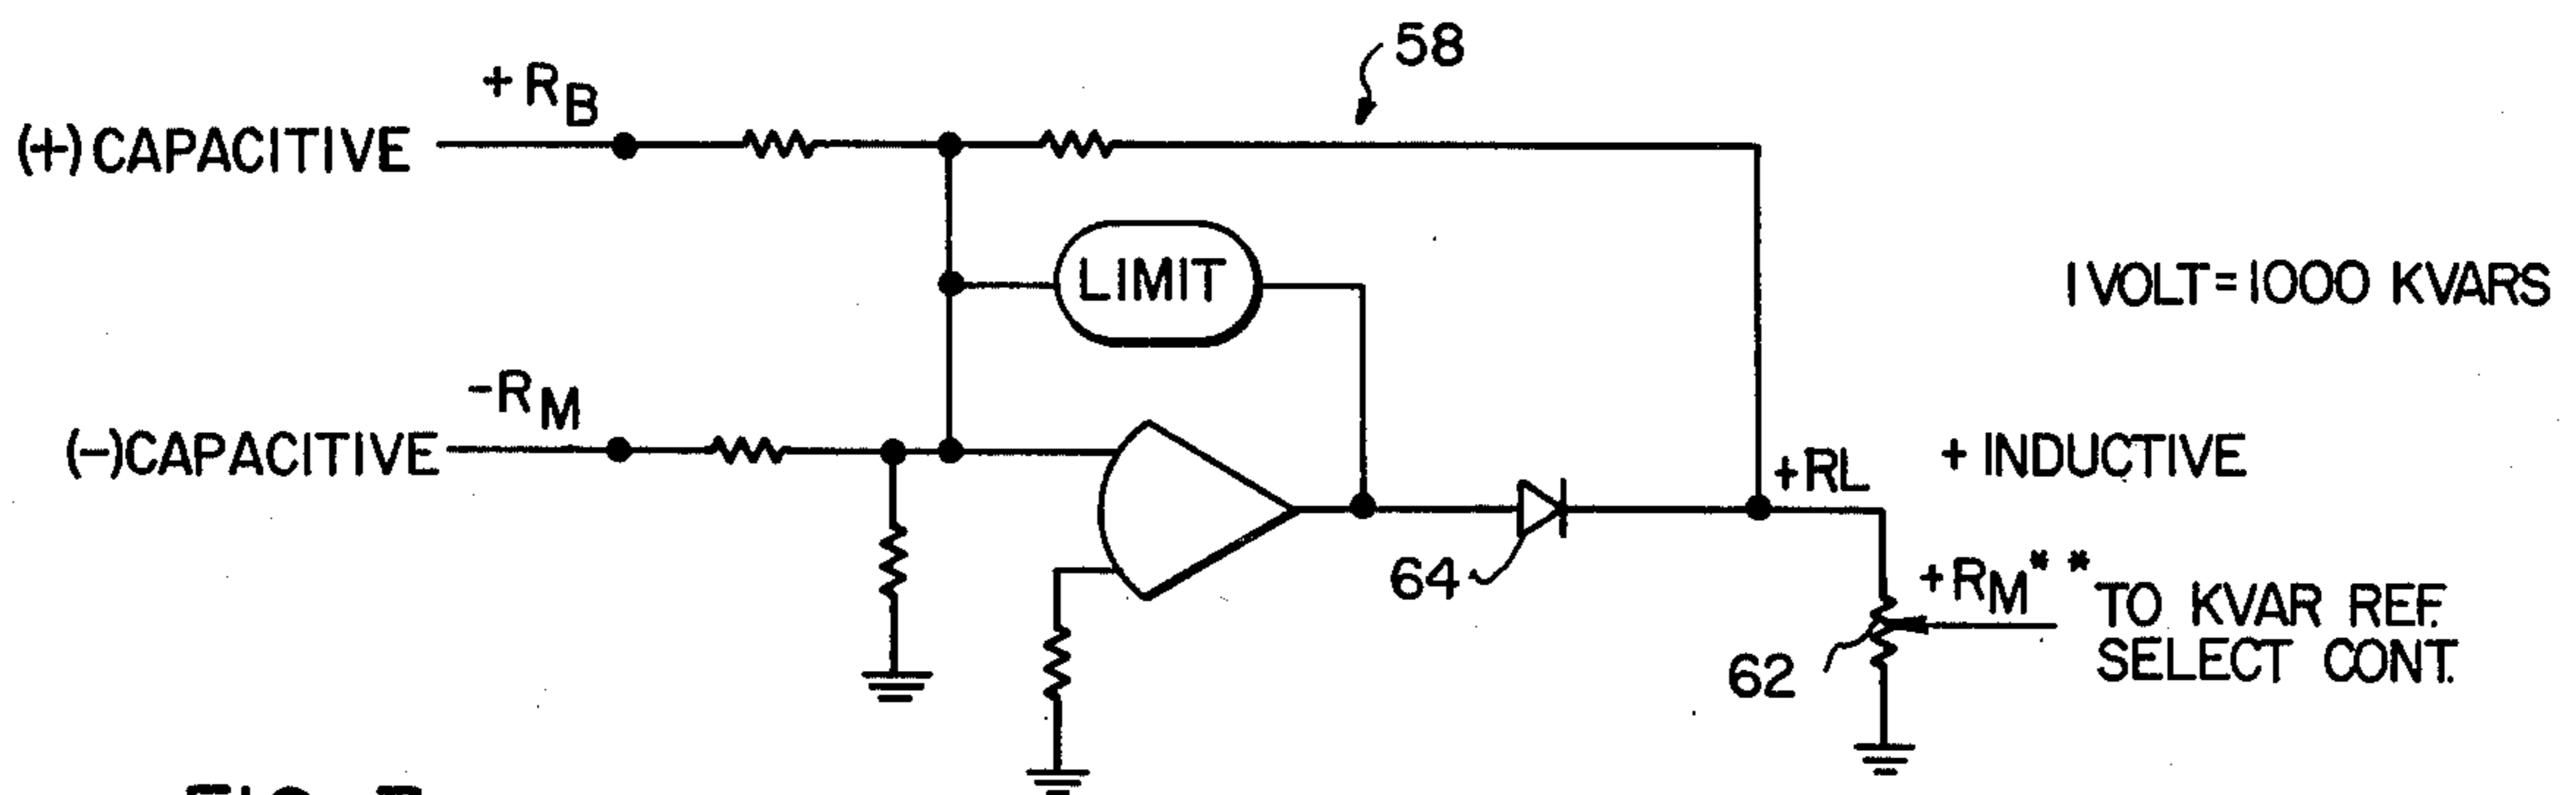 58
+RB
(+) CAPACITIVE
LIMIT
1 VOLT = 1000 KVARS
-RM
(-) CAPACITIVE
+RL
+ INDUCTIVE
64
+RM**
TO KVAR REF.
SELECT CONT.
62